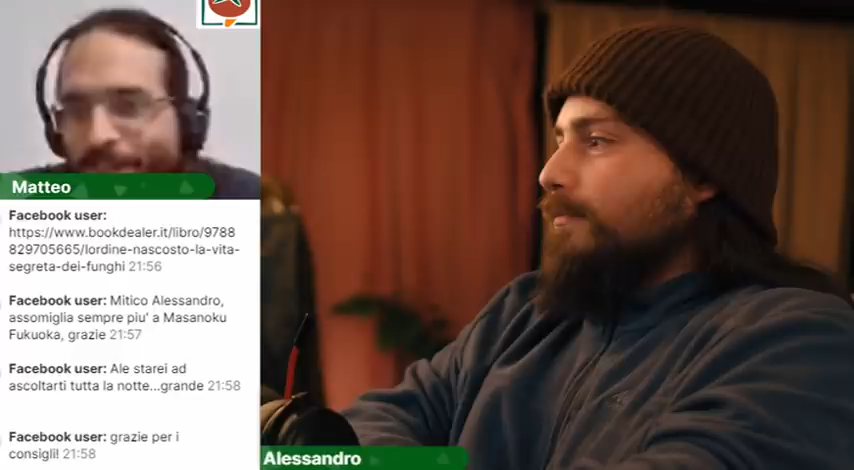 Matteo
Facebook user:
https://www.bookdealer.it/libro/9788
829705665/lordine-nascosto-la-vita-
segreta-dei-funghi 21:56
Facebook user: Mitico Alessandro,
assomiglia sempre piu' a Masanoku
Fukuoka, grazie 21:57
Facebook user: Ale starei ad
ascoltarti tutta la notte...grande 21:58
Facebook user: grazie per i
consigli! 21:58
Alessandro